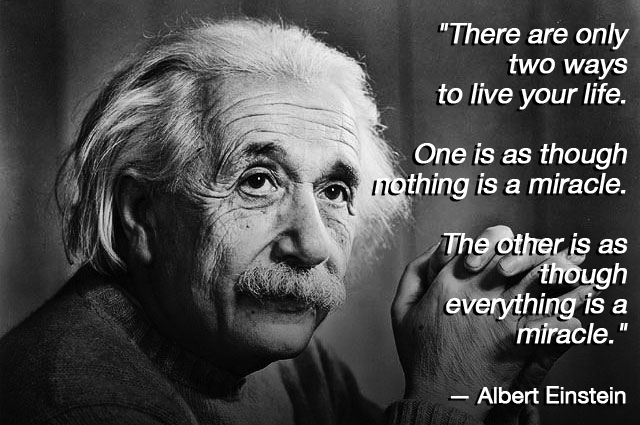 "There are only
two ways
to live your life.
One is as though
nothing is a miracle.
The other is as
though
everything is a
miracle."
— Albert Einstein